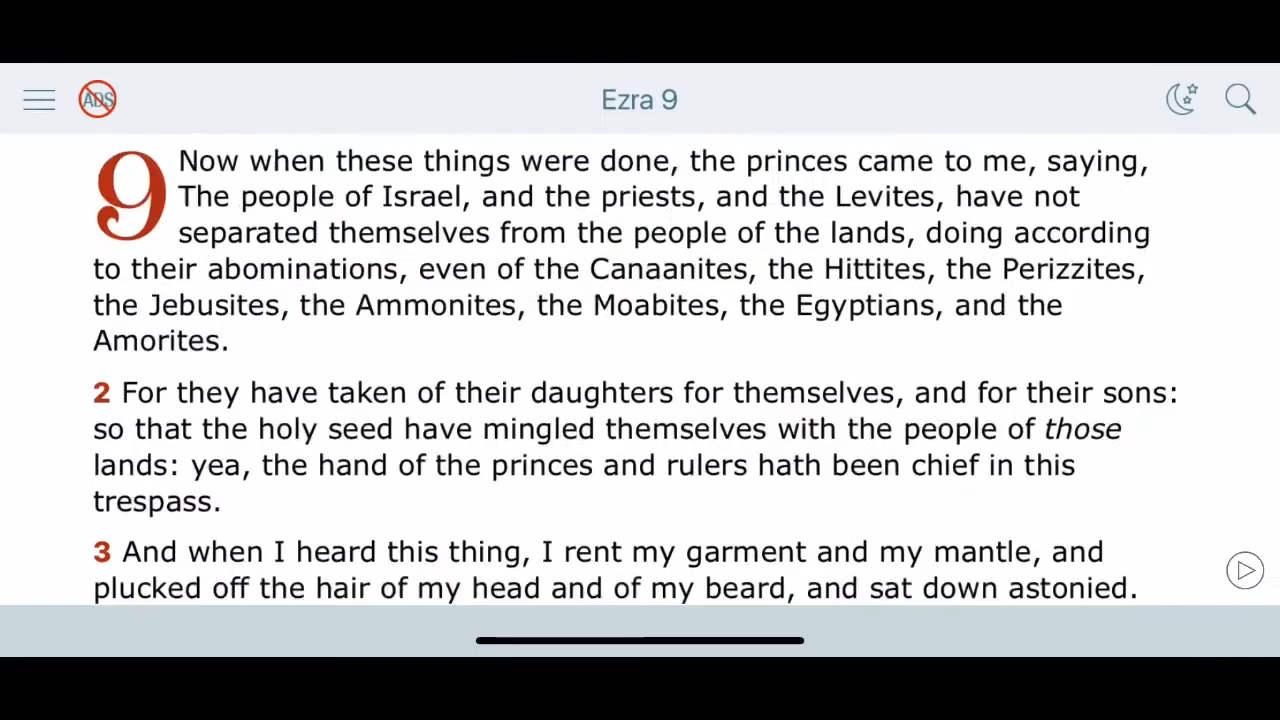 ADS
Ezra 9
9 Now when these things were done, the princes came to me, saying,
The people of Israel, and the priests, and the Levites, have not
separated themselves from the people of the lands, doing according
to their abominations, even of the Canaanites, the Hittites, the Perizzites,
the Jebusites, the Ammonites, the Moabites, the Egyptians, and the
Amorites.
2 For they have taken of their daughters for themselves, and for their sons:
so that the holy seed have mingled themselves with the people of those
lands: yea, the hand of the princes and rulers hath been chief in this
trespass.
3 And when I heard this thing, I rent my garment and my mantle, and
plucked off the hair of my head and of my beard, and sat down astonied.